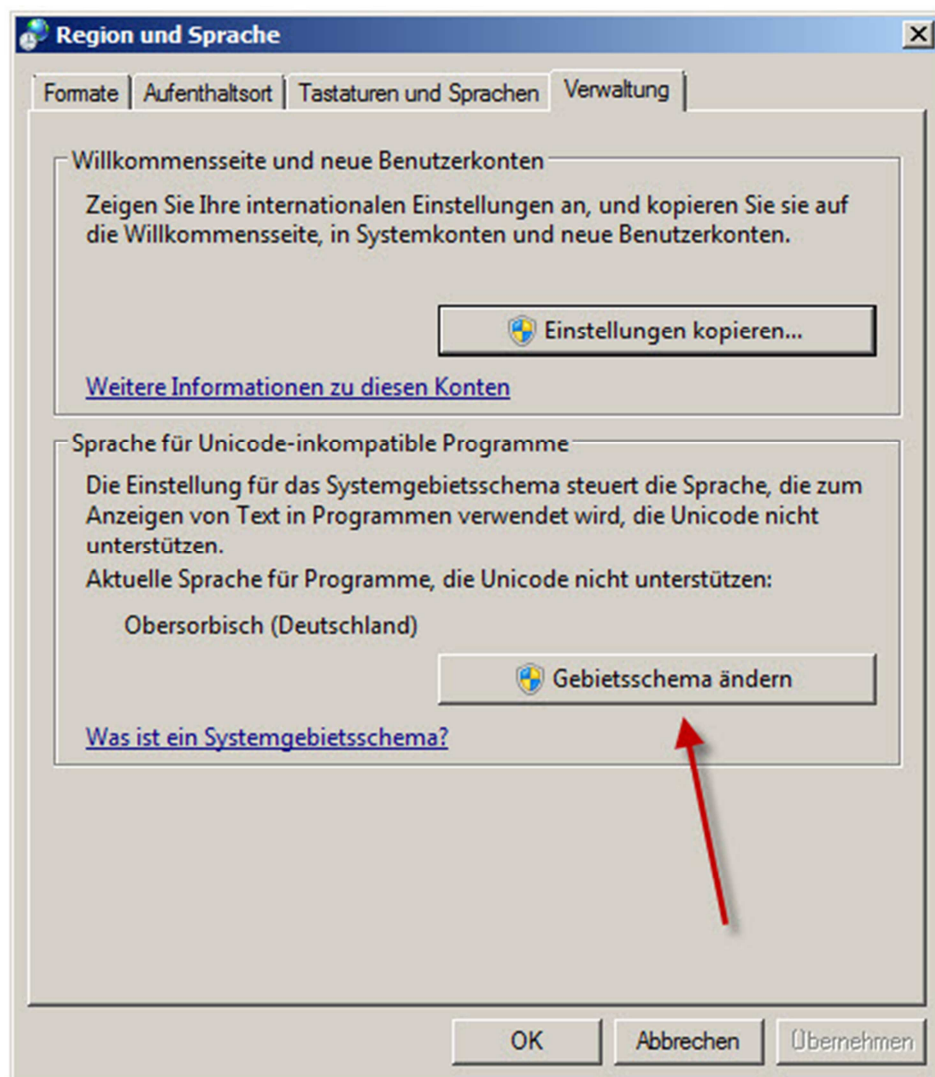 Region und Sprache
Formate
Aufenthaltsort
Tastaturen und Sprachen
Verwaltung
Willkommensseite und neue Benutzerkonten
Zeigen Sie Ihre internationalen Einstellungen an, und kopieren Sie sie auf
die Willkommensseite, in Systemkonten und neue Benutzerkonten.
Einstellungen kopieren...
Weitere Informationen zu diesen Konten
Sprache für Unicode-inkompatible Programme
Die Einstellung für das Systemgebietsschema steuert die Sprache, die zum
Anzeigen von Text in Programmen verwendet wird, die Unicode nicht
unterstützen.
Aktuelle Sprache für Programme, die Unicode nicht unterstützen:
Obersorbisch (Deutschland)
Gebietsschema ändern
Was ist ein Systemgebietsschema?
OK
Abbrechen
Übernehmen